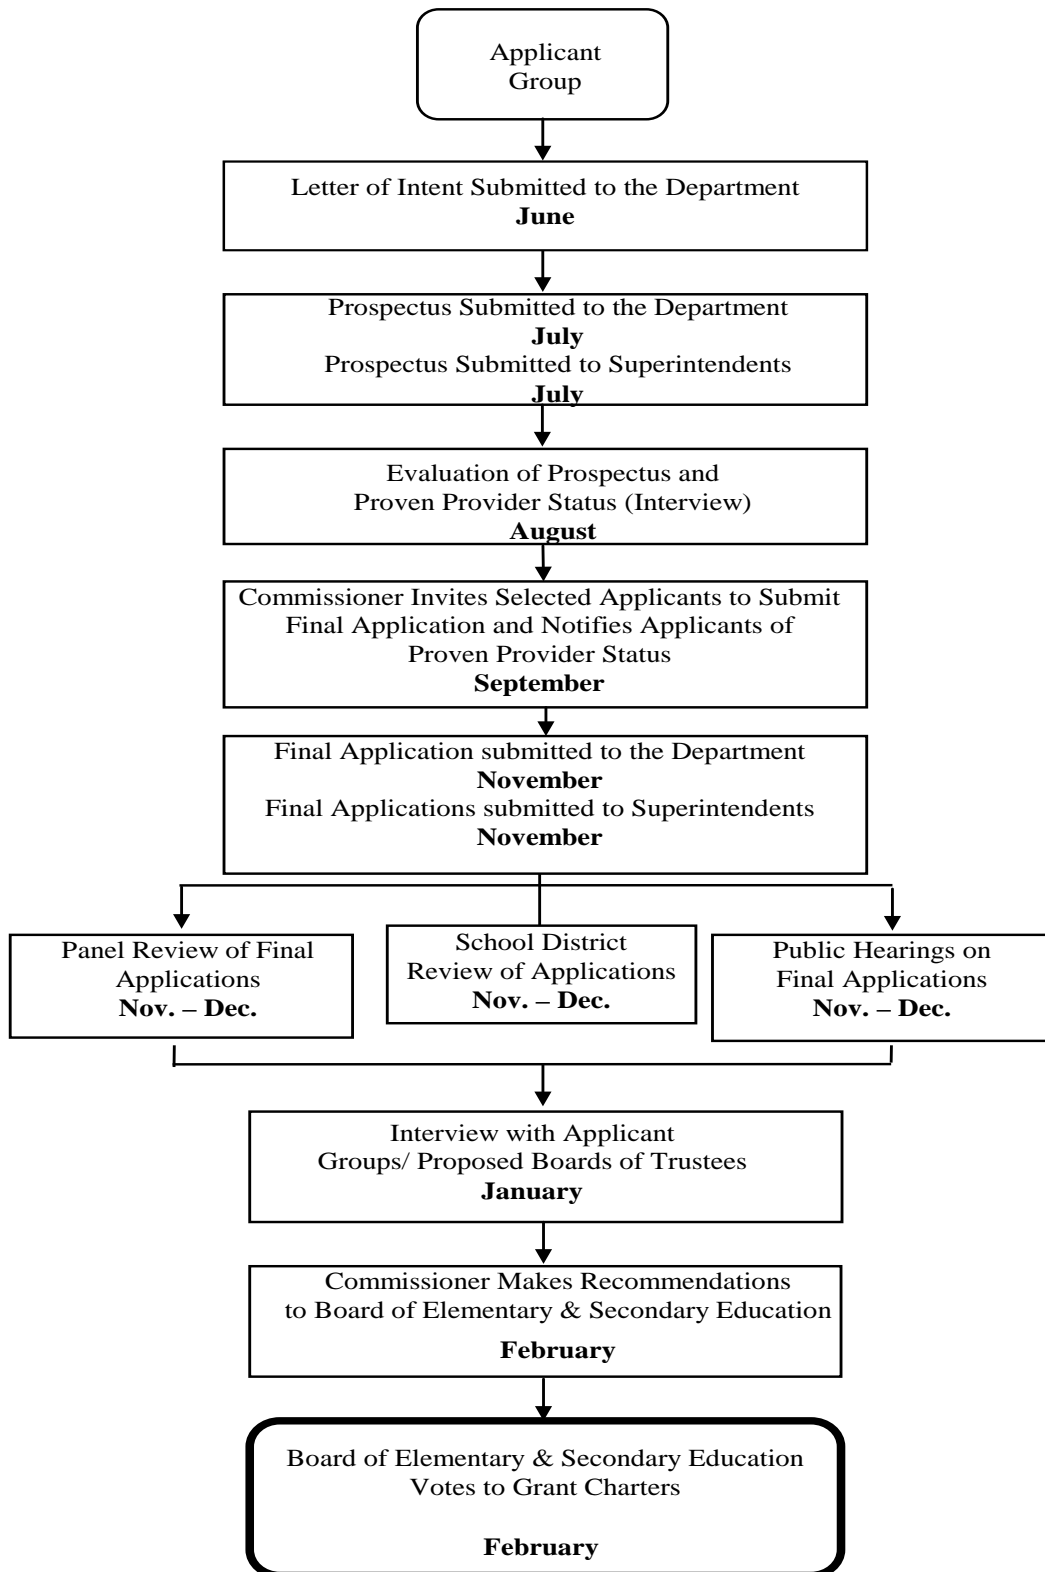 Applicant
Group
Letter of Intent Submitted to the Department
June
Prospectus Submitted to the Department
July
Prospectus Submitted to Superintendents
July
Evaluation of Prospectus and
Proven Provider Status (Interview)
August
Commissioner Invites Selected Applicants to Submit
Final Application and Notifies Applicants of
Proven Provider Status
September
Final Application submitted to the Department
November
Final Applications submitted to Superintendents
November
Panel Review of Final
Applications
Nov. – Dec.
School District
Review of Applications
Nov. – Dec.
Public Hearings on
Final Applications
Nov. – Dec.
Interview with Applicant
Groups/ Proposed Boards of Trustees
January
Commissioner Makes Recommendations
to Board of Elementary & Secondary Education
February
Board of Elementary & Secondary Education
Votes to Grant Charters
February